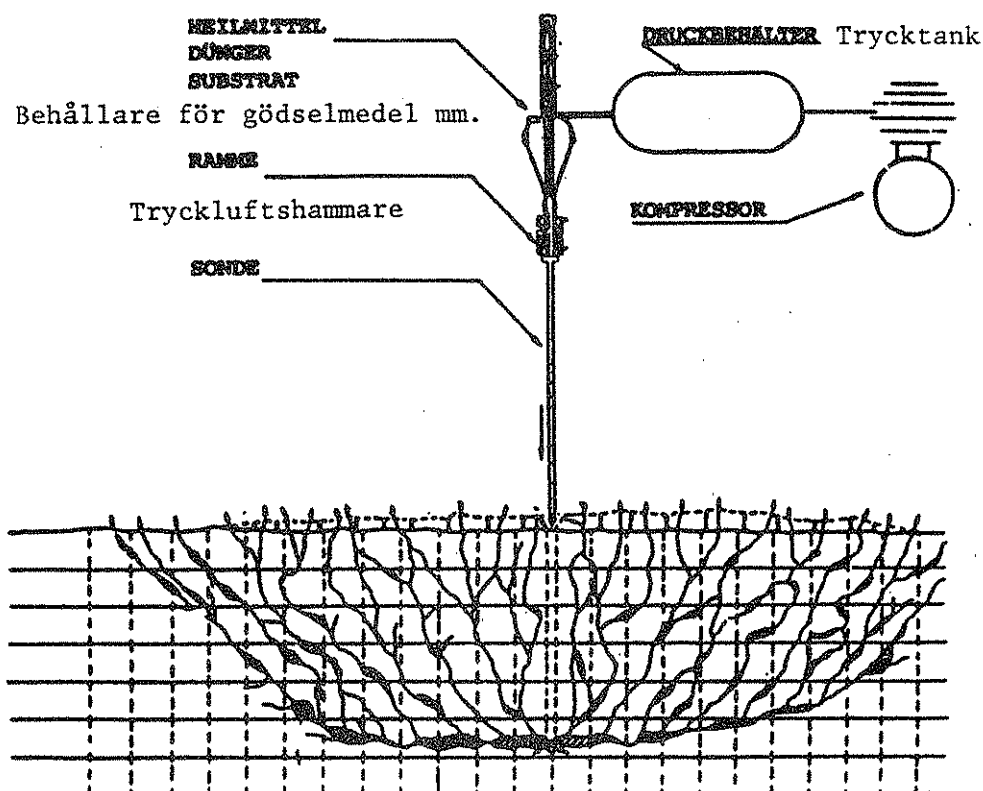 HEILMITTEL
DÜNGER
SUBSTRAT
Behållare för gödselmedel mm.
RAMME
Tryckluftshammare
SONDE
DRUCKBEHÄLTER Trycktank
KOMPRESSOR